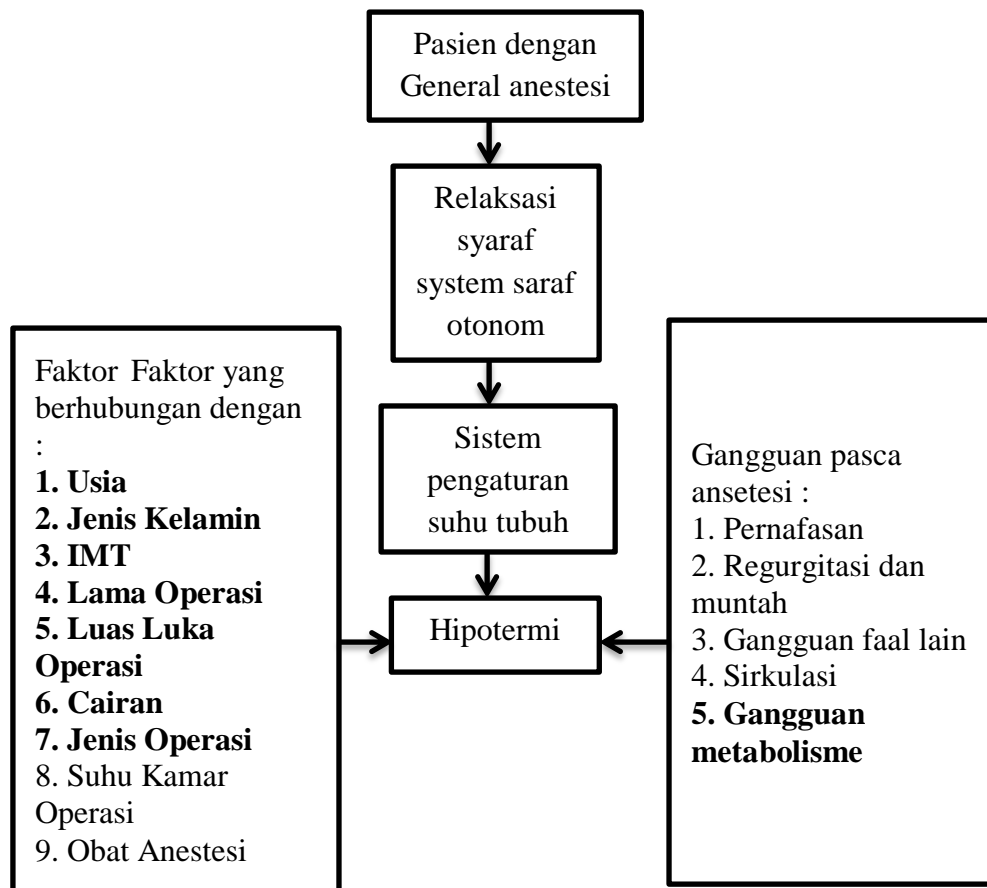 Pasien dengan
General anestesi
Relaksasi
syaraf
system saraf
otonom
Sistem
pengaturan
suhu tubuh
Hipotermi
Faktor Faktor yang
berhubungan dengan
:
1. Usia
2. Jenis Kelamin
3. IMT
4. Lama Operasi
5. Luas Luka
Operasi
6. Cairan
7. Jenis Operasi
8. Suhu Kamar
Operasi
9. Obat Anestesi
Gangguan pasca
ansetesi :
1. Pernafasan
2. Regurgitasi dan
muntah
3. Gangguan faal lain
4. Sirkulasi
5. Gangguan
metabolisme